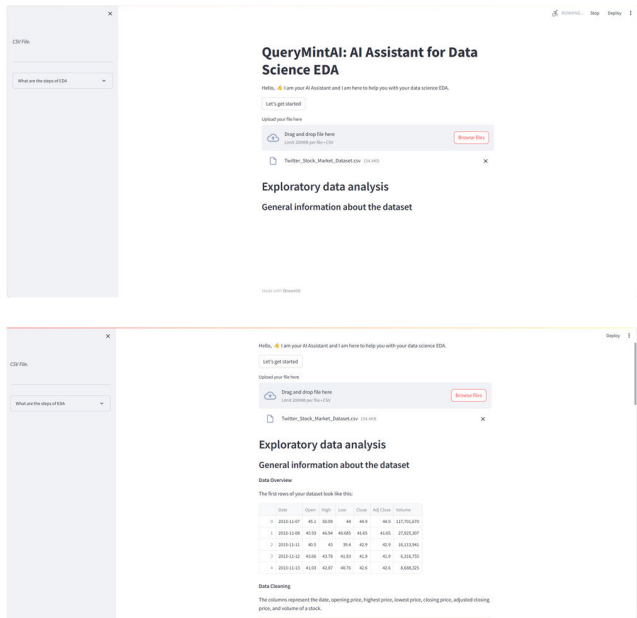 RUNNING...
Stop
Deploy
CSV File.
What are the steps of EDA
QueryMintAI: AI Assistant for Data
Science EDA
Hello, 👋 I am your AI Assistant and I am here to help you with your data science EDA.
Let's get started
Upload your file here
Drag and drop file here
Limit 200MB per file • CSV
Browse files
Twitter_Stock_Market_Dataset.csv 154.4KB
Exploratory data analysis
General information about the dataset
Made with Streamlit
Deploy
Hello, 👋 I am your AI Assistant and I am here to help you with your data science EDA.
CSV File.
Let's get started
Upload your file here
Drag and drop file here
Limit 200MB per file • CSV
Browse files
What are the steps of EDA
Twitter_Stock_Market_Dataset.csv 154.4KB
Exploratory data analysis
General information about the dataset
Data Overview
The first rows of your dataset look like this:
Date Open High Low Close Adj Close Volume
0 2013-11-07 45.1 50.09 44 44.9 44.9 117,701,670
1 2013-11-08 45.93 46.94 40.685 41.65 41.65 27,925,307
2 2013-11-11 40.5 43 39.4 42.9 42.9 16,113,941
3 2013-11-12 43.66 43.78 41.83 41.9 41.9 6,316,755
4 2013-11-13 41.03 42.87 40.76 42.6 42.6 8,688,325
Data Cleaning
The columns represent the date, opening price, highest price, lowest price, closing price, adjusted closing
price, and volume of a stock.